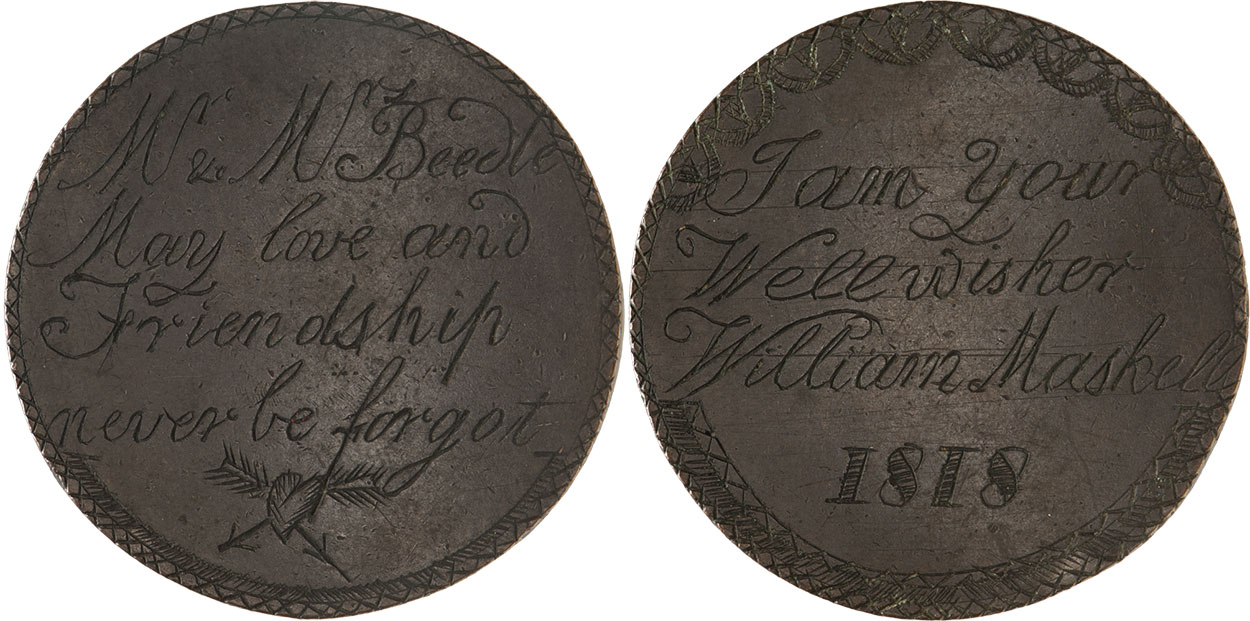 Mr & Mrs Beedle
May love and
Friendship
never be forgot
I am Your
Well wisher
William Maskell
1818